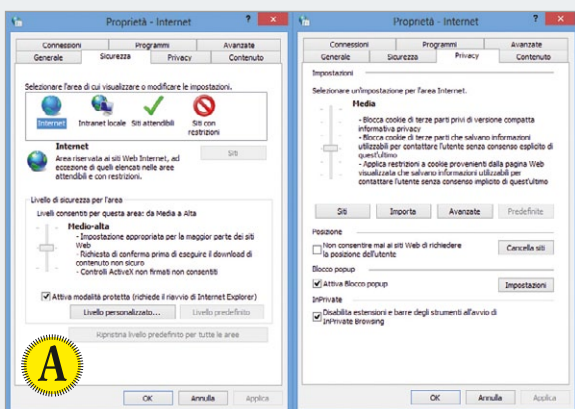 Proprietà - Internet
Connessioni Programmi Avanzate
Generale Sicurezza Privacy Contenuto
Selezionare l'area di cui visualizzare o modificare le impostazioni.
Internet Intranet locale Siti attendibili Siti con
restrizioni
Internet
Area riservata ai siti Web Internet, ad
eccezione di quelli elencati nelle aree
attendibili e con restrizioni.
Siti
Livello di sicurezza per l'area
Livelli consentiti per questa area: da Media a Alta
Medio-alta
- Impostazione appropriata per la maggior parte dei siti
Web
- Richiesta di conferma prima di eseguire il download di
contenuto non sicuro
- Controlli ActiveX non firmati non consentiti
Attiva modalità protetta (richiede il riavvio di Internet Explorer)
Livello personalizzato... Livello predefinito
Ripristina livello predefinito per tutte le aree
A
OK Annulla Applica
Proprietà - Internet
Connessioni Programmi Avanzate
Generale Sicurezza Privacy Contenuto
Impostazioni
Selezionare un'impostazione per l'area Internet.
Media
- Blocca cookie di terze parti privi di versione compatta
informativa privacy
- Blocca cookie di terze parti che salvano informazioni
utilizzabili per contattare l'utente senza consenso esplicito di
quest'ultimo
- Applica restrizioni a cookie provenienti dalla pagina Web
visualizzata che salvano informazioni utilizzabili per
contattare l'utente senza consenso implicito di quest'ultimo
Siti Importa Avanzate Predefinite
Posizione
Non consentire mai ai siti Web di richiedere
la posizione dell'utente
Cancella siti
Blocco popup
Attiva Blocco popup
Impostazioni
InPrivate
Disabilita estensioni e barre degli strumenti all'avvio di
InPrivate Browsing
OK Annulla Applica